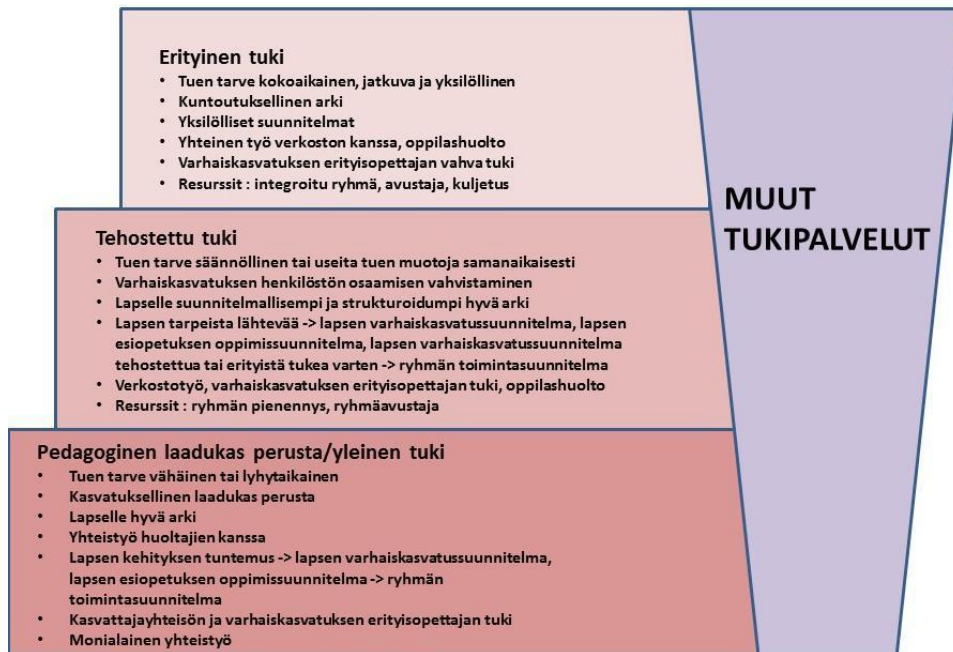 Erityinen tuki
• Tuen tarve kokoaikainen, jatkuva ja yksilöllinen
• Kuntoutuksellinen arki
• Yksilölliset suunnitelmat
• Yhteinen työ verkoston kanssa, oppilashuolto
• Varhaiskasvatuksen erityisopettajan vahva tuki
• Resurssit : integroitu ryhmä, avustaja, kuljetus
MUUT
TUKIPALVELUT
Tehostettu tuki
• Tuen tarve säännöllinen tai useita tuen muotoja samanaikaisesti
• Varhaiskasvatuksen henkilöstön osaamisen vahvistaminen
• Lapselle suunnitelmallisempi ja strukturoidumpi hyvä arki
• Lapsen tarpeista lähtevää -> lapsen varhaiskasvatussuunnitelma, lapsen
esiopetuksen oppimissuunnitelma, lapsen varhaiskasvatussuunnitelma
tehostettua tai erityistä tukea varten -> ryhmän toimintasuunnitelma
• Verkostotyö, varhaiskasvatuksen erityisopettajan tuki, oppilashuolto
• Resurssit : ryhmän pienennys, ryhmäavustaja
Pedagoginen laadukas perusta/yleinen tuki
• Tuen tarve vähäinen tai lyhytaikainen
• Kasvatuksellinen laadukas perusta
• Lapselle hyvä arki
• Yhteistyö huoltajien kanssa
• Lapsen kehityksen tuntemus -> lapsen varhaiskasvatussuunnitelma,
lapsen esiopetuksen oppimissuunnitelma -> ryhmän
toimintasuunnitelma
• Kasvattajayhteisön ja varhaiskasvatuksen erityisopettajan tuki
• Monialainen yhteistyö